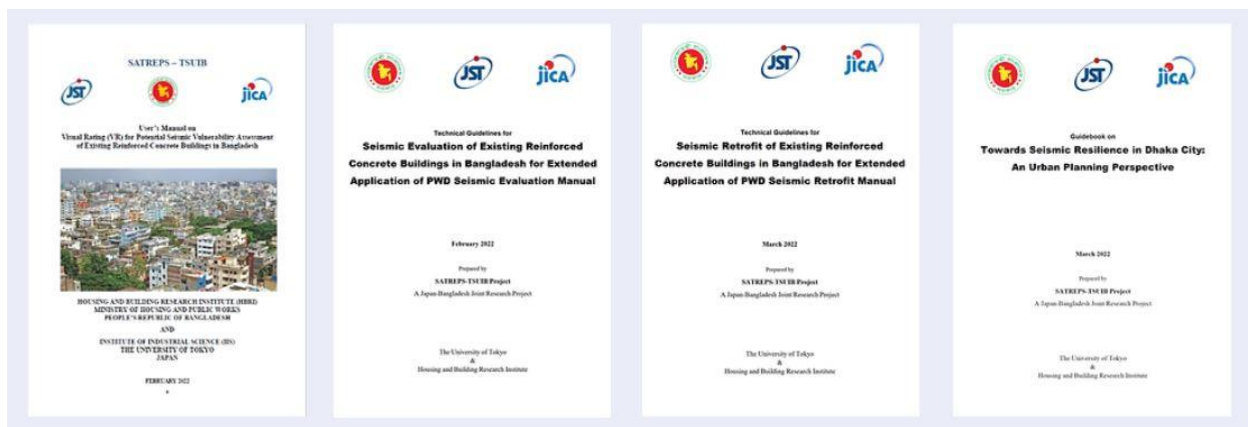 SATREPS – TSUIB
JST
JICA
User's Manual on
Visual Rating (VR) for Potential Seismic Vulnerability Assessment
of Existing Reinforced Concrete Buildings in Bangladesh
HOUSING AND BUILDING RESEARCH INSTITUTE (HBRI)
MINISTRY OF HOUSING AND PUBLIC WORKS
PEOPLE'S REPUBLIC OF BANGLADESH
AND
INSTITUTE OF INDUSTRIAL SCIENCE (IIS)
THE UNIVERSITY OF TOKYO
JAPAN
FEBRUARY 2022
JST
JICA
Technical Guidelines for
Seismic Evaluation of Existing Reinforced
Concrete Buildings in Bangladesh for Extended
Application of PWD Seismic Evaluation Manual
February 2022
Prepared by
SATREPS-TSUIB Project
A Japan-Bangladesh Joint Research Project
The University of Tokyo
&
Housing and Building Research Institute
JST
JICA
Technical Guidelines for
Seismic Retrofit of Existing Reinforced
Concrete Buildings in Bangladesh for Extended
Application of PWD Seismic Retrofit Manual
March 2022
Prepared by
SATREPS-TSUIB Project
A Japan-Bangladesh Joint Research Project
The University of Tokyo
&
Housing and Building Research Institute
JST
JICA
Guidebook on
Towards Seismic Resilience in Dhaka City:
An Urban Planning Perspective
March 2022
Prepared by
SATREPS-TSUIB Project
A Japan-Bangladesh Joint Research Project
The University of Tokyo
&
Housing and Building Research Institute